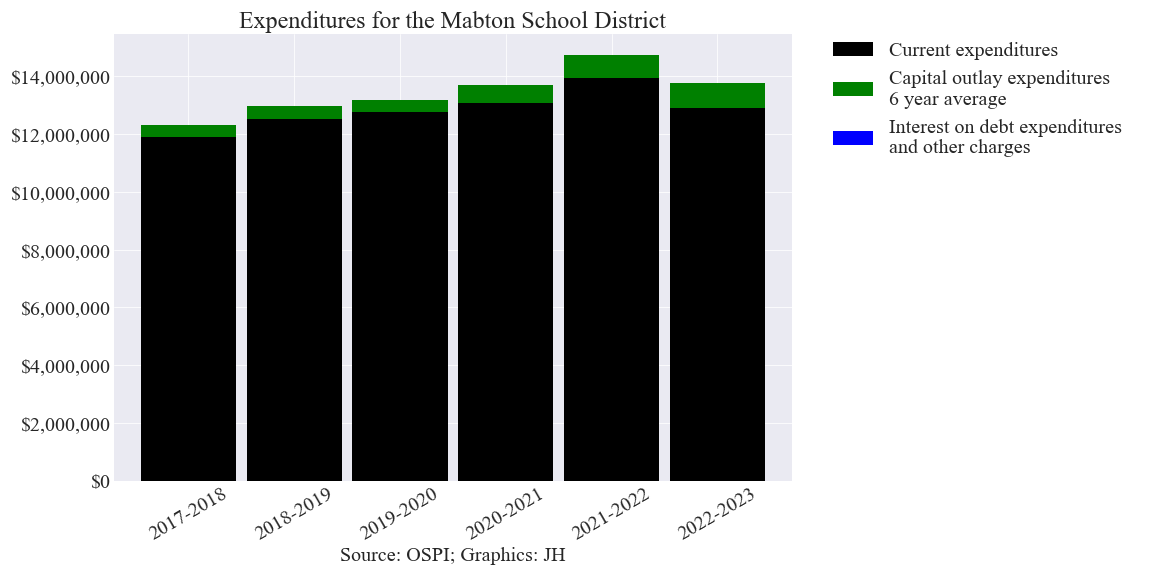 Expenditures for the Mabton School District
$14,000,000
$12,000,000
$10,000,000
$8,000,000
$6,000,000
$4,000,000
$2,000,000
$0
2017-2018
2018-2019
2019-2020
2020-2021
2021-2022
2022-2023
Source: OSPI; Graphics: JH
Current expenditures
Capital outlay expenditures
6 year average
Interest on debt expenditures
and other charges